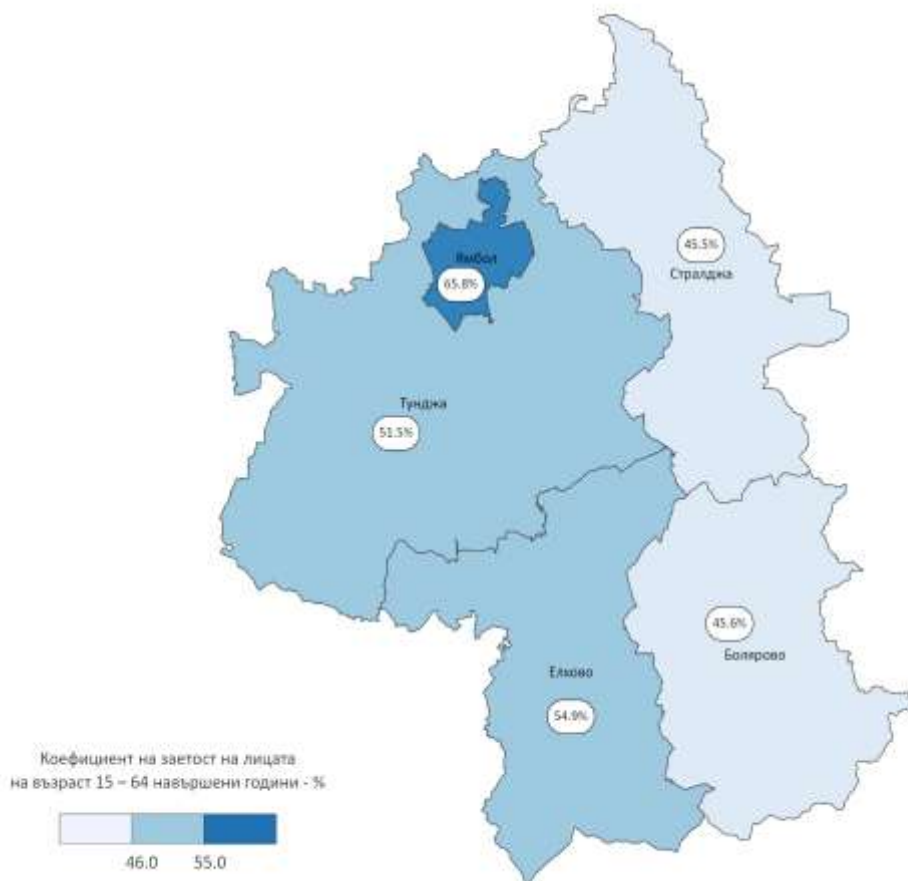 45.5%
Стралджа
Ямбол
65.8%
Тунджа
51.5%
45.6%
Болярово
Елхово
54.9%
Коефициент на заетост на лицата
на възраст 15 – 64 навършени години - %
46.0 55.0